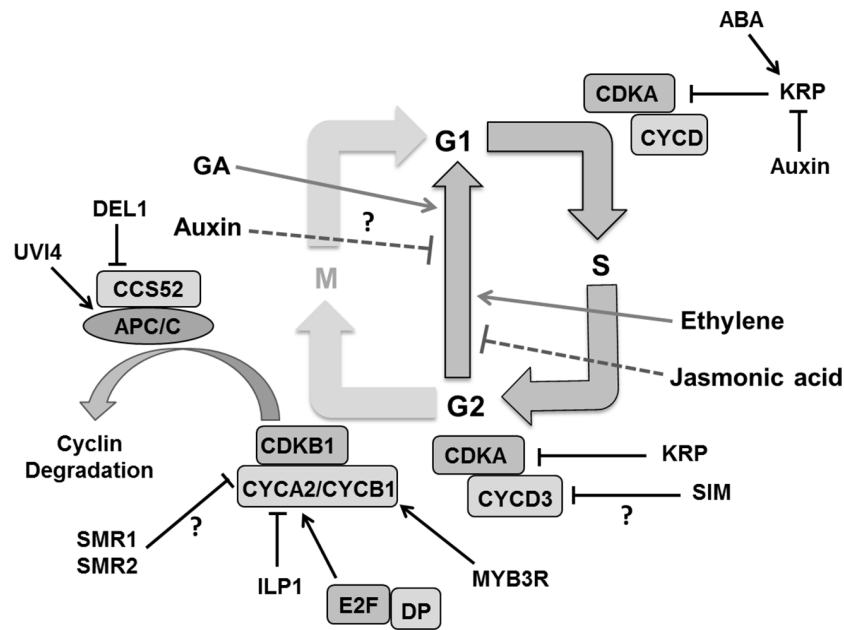 ABA
CDKA
KRP
CYCD
Auxin
G1
GA
DEL1
Auxin
?
UVI4
S
M
CCS52
APC/C
Ethylene
Jasmonic acid
G2
Cyclin
Degradation
CDKB1
CDKA
KRP
CYCA2/CYCB1
CYCD3
SIM
?
?
SMR1
SMR2
ILP1
MYB3R
E2F
DP